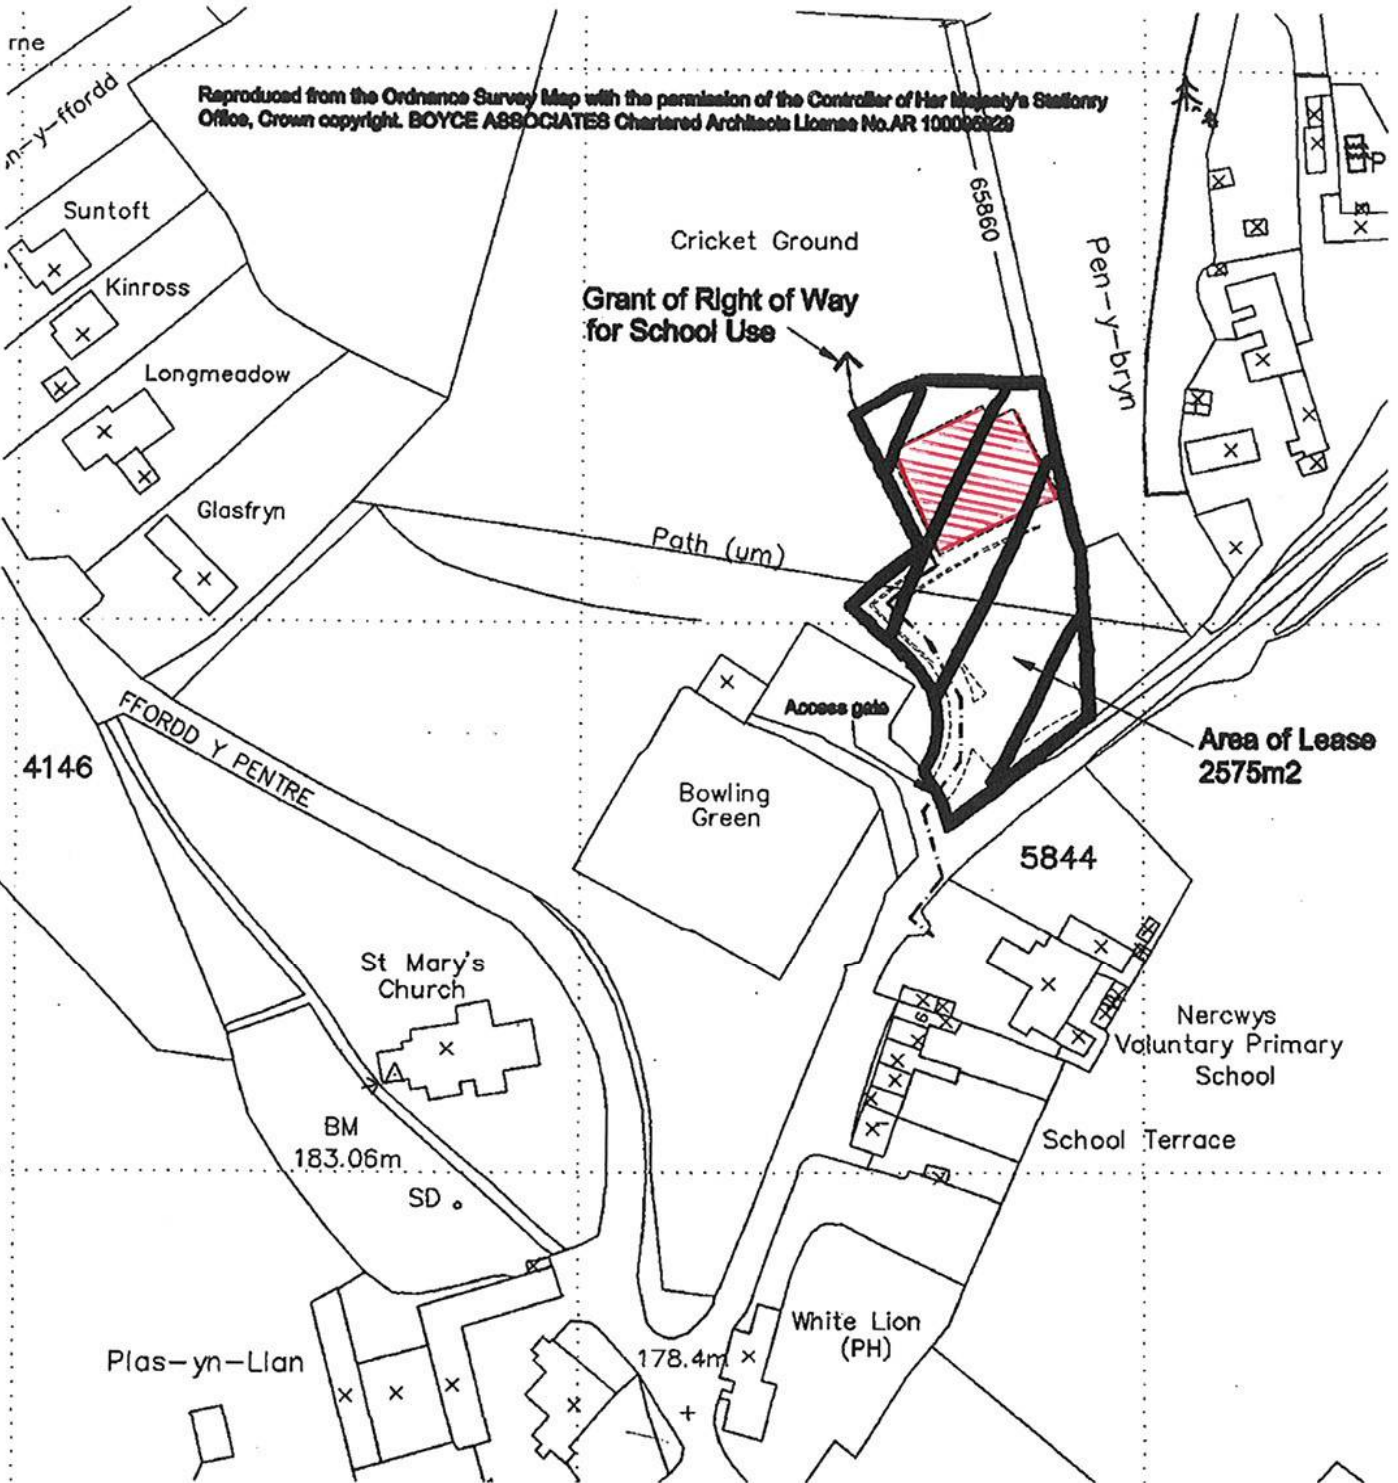 rne
n-y-ffordd
Reproduced from the Ordnance Survey Map with the permission of the Controller of Her Majesty's Stationry
Office, Crown copyright. BOYCE ASSOCIATES Chartered Architects License No.AR
65860
P
Suntoft
Cricket Ground
Pen-y-bryn
Kinross
Grant of Right of Way
for School Use
Longmeadow
Glasfryn
Path (um)
FFORDD Y PENTRE
Access gate
4146
Area of Lease
2575m2
Bowling
Green
5844
St Mary's
Church
6
Nercwys
Voluntary Primary
School
1
BM
183.06m
School Terrace
SD
White Lion
(PH)
Plas-yn-Llan
178.4m